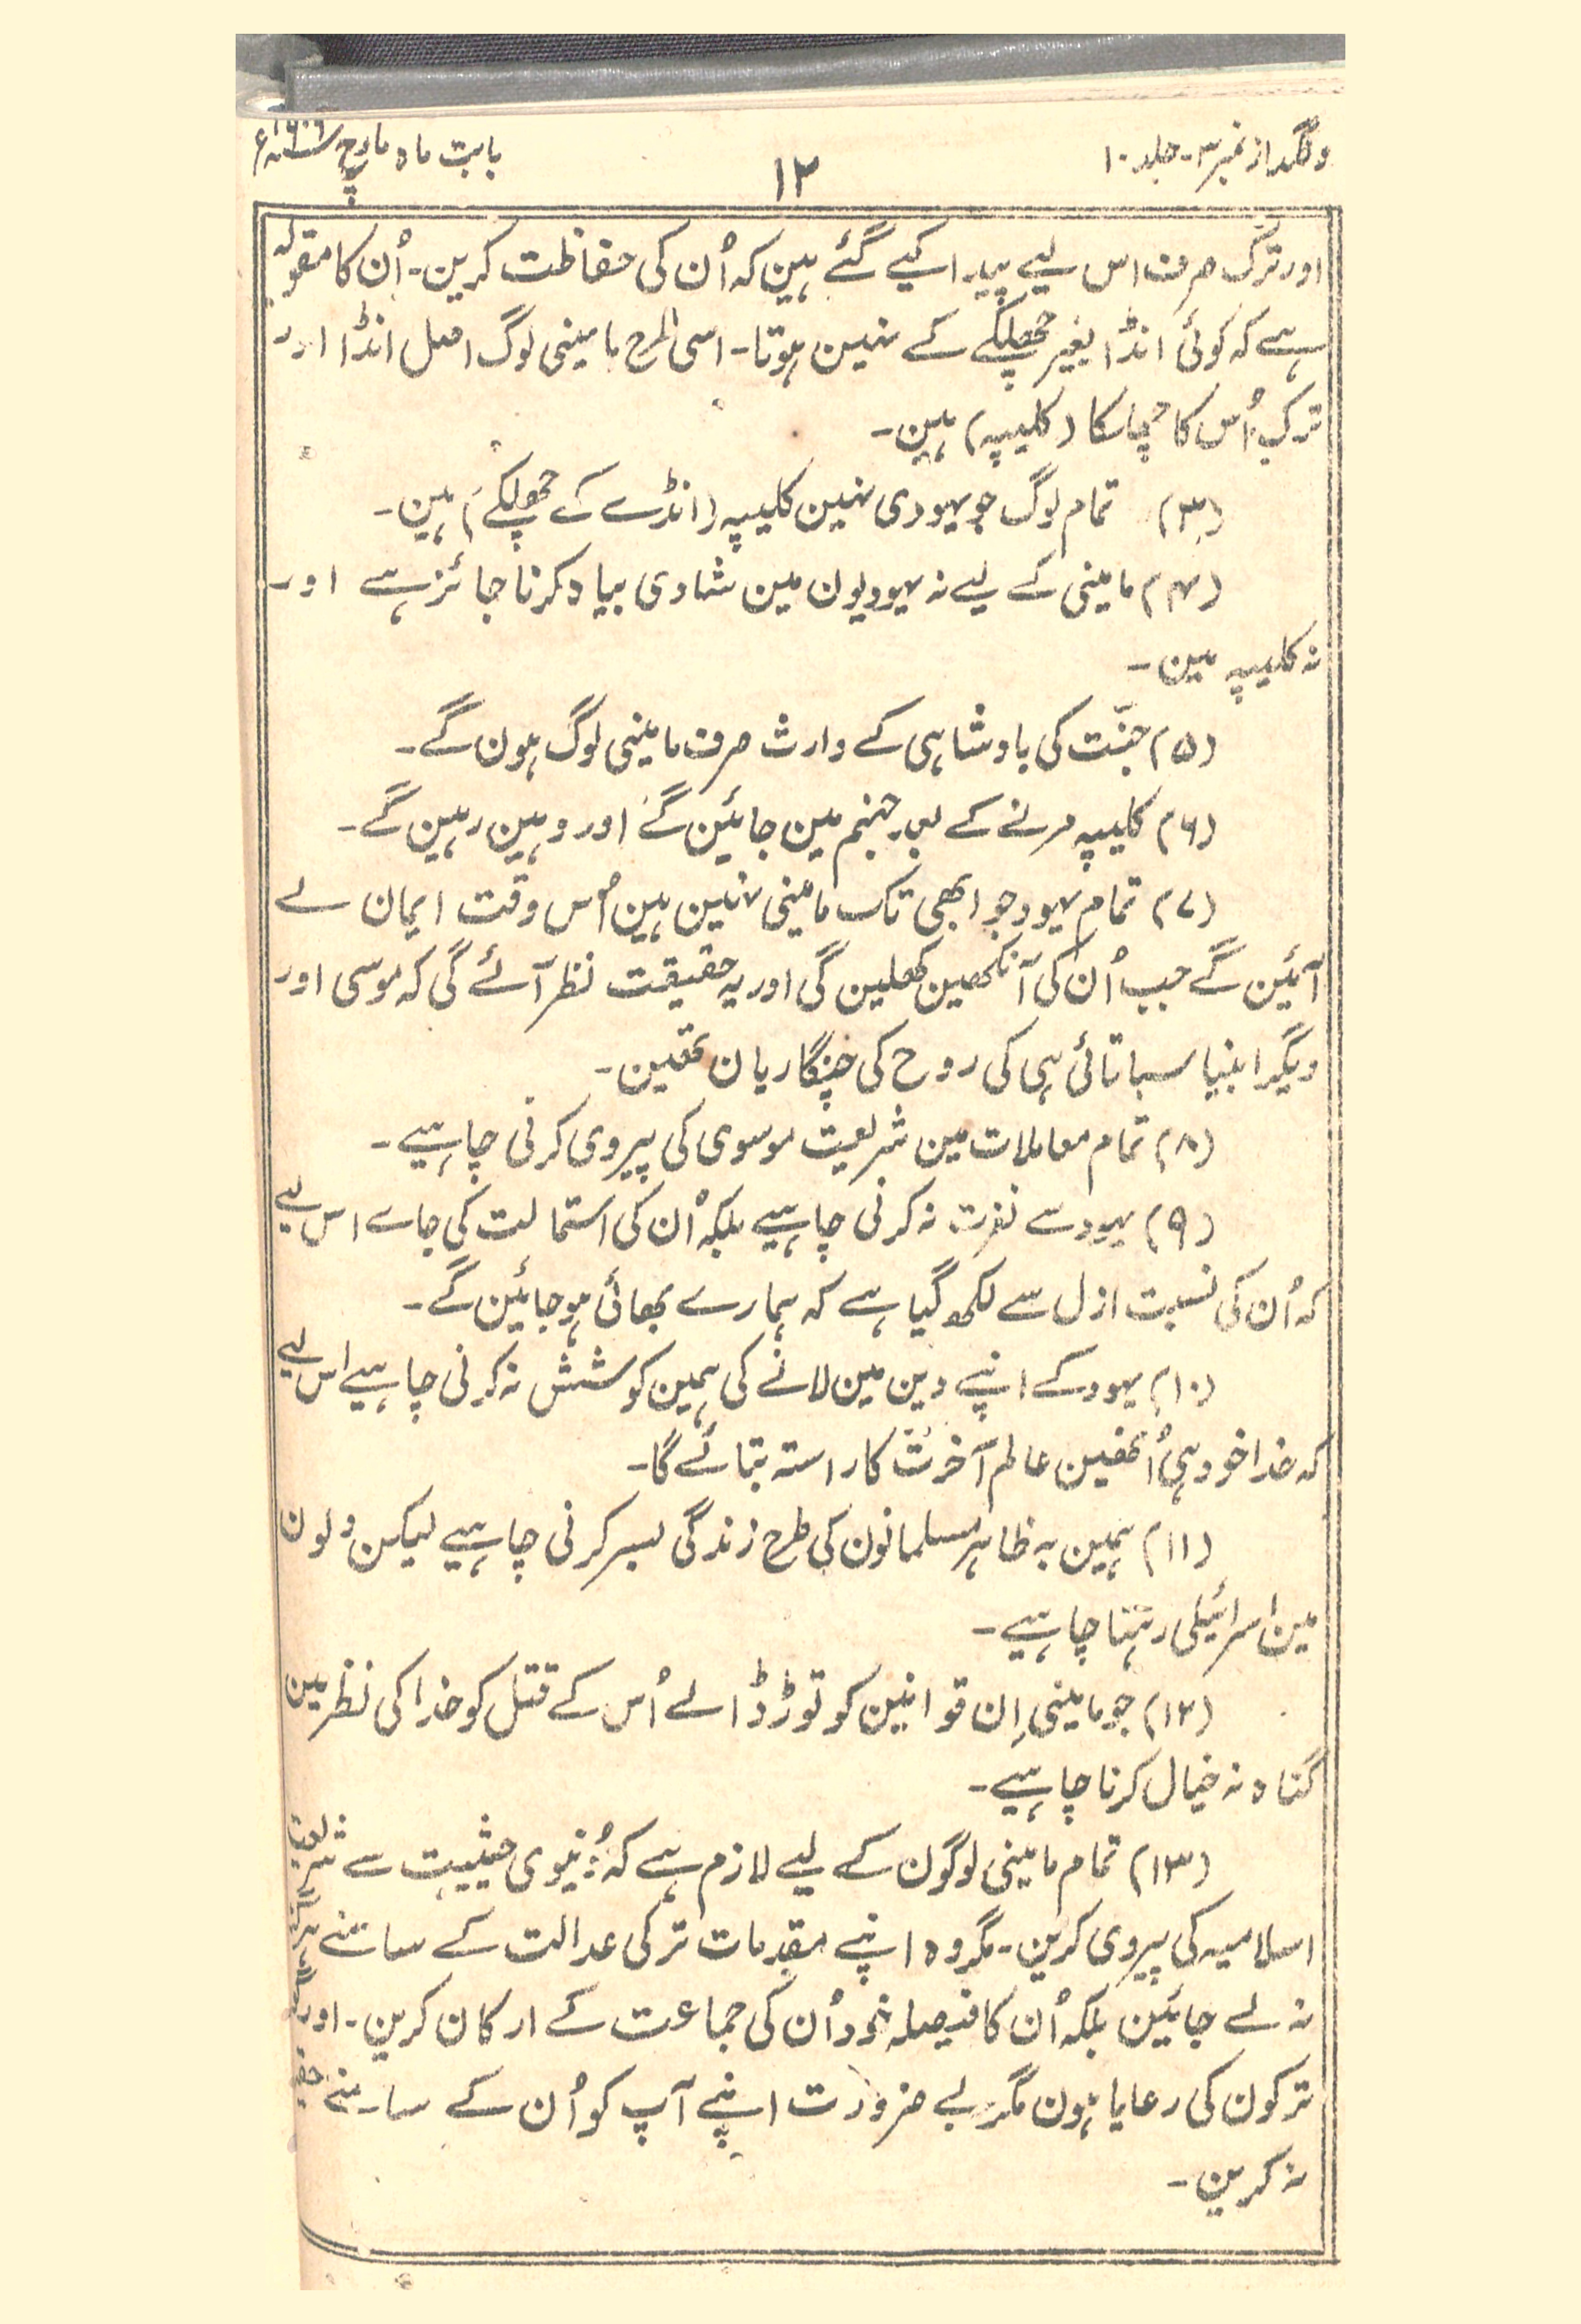 دلگداز نمبر ۳ - جلد ۱۰
۱۲
بابت ماہ مارچ
اور ترک صرف اس لیے پیدا کیے گئے ہین کہ اُن کی حفاظت کرین۔ اُن کا مقولہ
ہے کہ کوئی انڈا بغیر چھلکے کے نہین ہوتا۔ اسی طرح مامینی لوگ اصل انڈا اور
ترک اُس کا چھلکا (کلیپہ) ہین۔
(۳) تمام لوگ جو یہودی نہین کلیپہ (انڈے کے چھلکے) ہین۔
(۴) مامینی کے لیے نہ یہودیون مین شادی بیاہ کرنا جائز ہے اور
نہ کلیپہ مین۔
(۵) جنّت کی بادشاہی کے وارث صرف مامینی لوگ ہون گے۔
(۶) کلیپہ مرنے کے بعد جہنم مین جائین گے اور وہین رہین گے۔
(۷) تمام یہود جو ابھی تک مامینی نہین ہین اُس وقت ایمان لے
آئین گے جب اُن کی آنکھین کھلین گی اور یہ حقیقت نظر آئے گی کہ موسی اور
دیگر انبیا سباتائی ہی کی روح کی چنگاریان تھین۔
(۸) تمام معاملات مین شریعت موسوی کی پیروی کرنی چاہیے۔
(۹) یہود سے نفرت نہ کرنی چاہیے بلکہ اُن کی استمالت کی جاے اس لیے
کہ اُن کی نسبت ازل سے لکھ گیا ہے کہ ہمارے بھائی ہو جائین گے۔
(۱۰) یہود کے اپنے دین مین لانے کی ہمین کوشش نہ کرنی چاہیے اس لیے
کہ خدا خود ہی اُنھین عالم آخرت کا راستہ بتائے گا۔
(۱۱) ہمین بہ ظاہر مسلمانون کی طرح زندگی بسر کرنی چاہیے لیکن دلون
مین اسرائیلی رہنا چاہیے۔
(۱۲) جو مامینی اِن قوانین کو توڑ ڈالے اُس کے قتل کو خدا کی نظر مین
گناہ نہ خیال کرنا چاہیے۔
(۱۳) تمام مامینی لوگون کے لیے لازم ہے کہ دُنیوی حیثیت سے شریعت
اسلامیہ کی پیروی کرین۔ مگر وہ اپنے مقدمات ترکی عدالت کے سامنے
نہ لے جائین بلکہ اُن کا فیصلہ خود اُن کی جماعت کے ارکان کرین۔ اور
ترکون کی رعایا ہون مگر بے ضرورت اپنے آپ کو اُن کے سامنے
نہ کرین۔